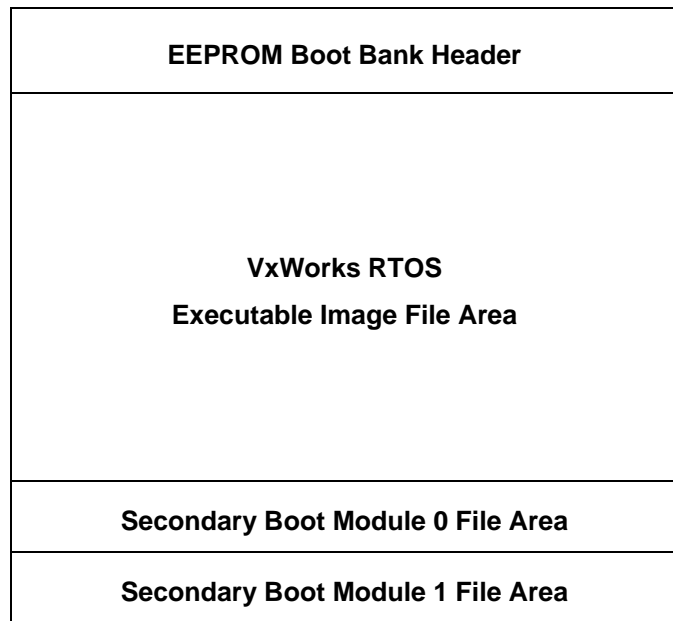 EEPROM Boot Bank Header
VxWorks RTOS
Executable Image File Area
Secondary Boot Module 0 File Area
Secondary Boot Module 1 File Area